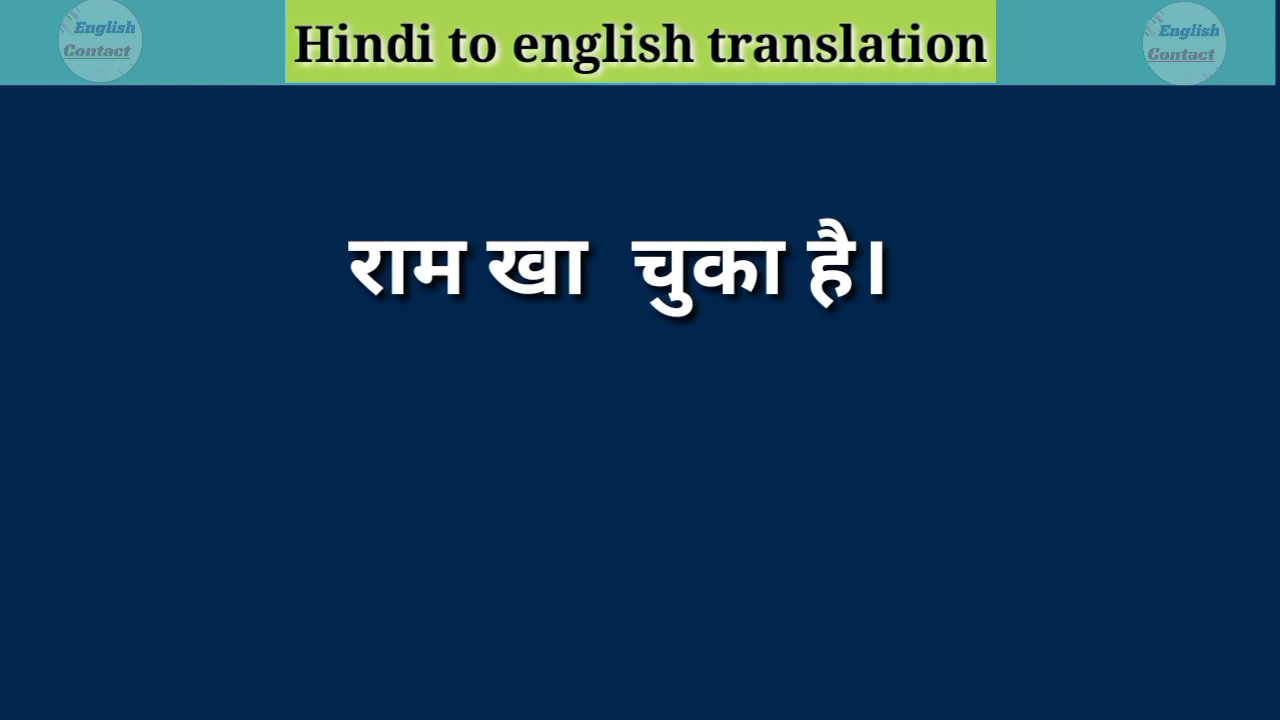 English
Contact
Hindi to english translation
English
Contact
राम खा चुका है।